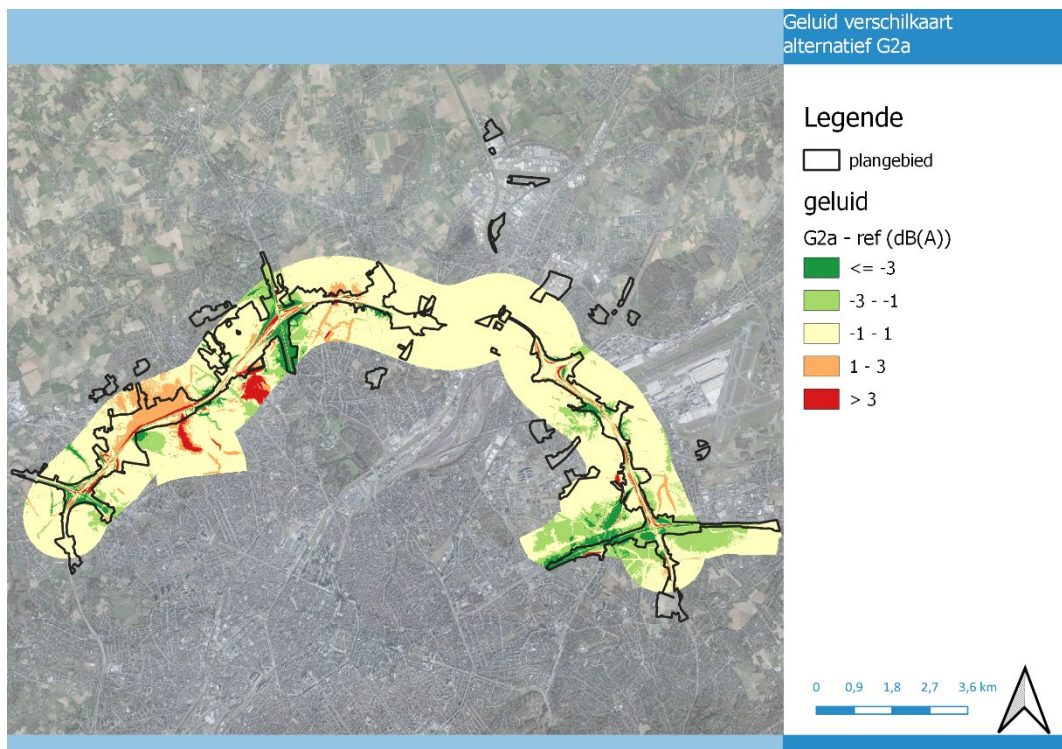 Geluid verschilkaart
alternatief G2a
Legende
plangebied
geluid
G2a - ref (dB(A))
<= -3
-3 - -1
-1 - 1
1 - 3
> 3
0 0,9 1,8 2,7 3,6 km